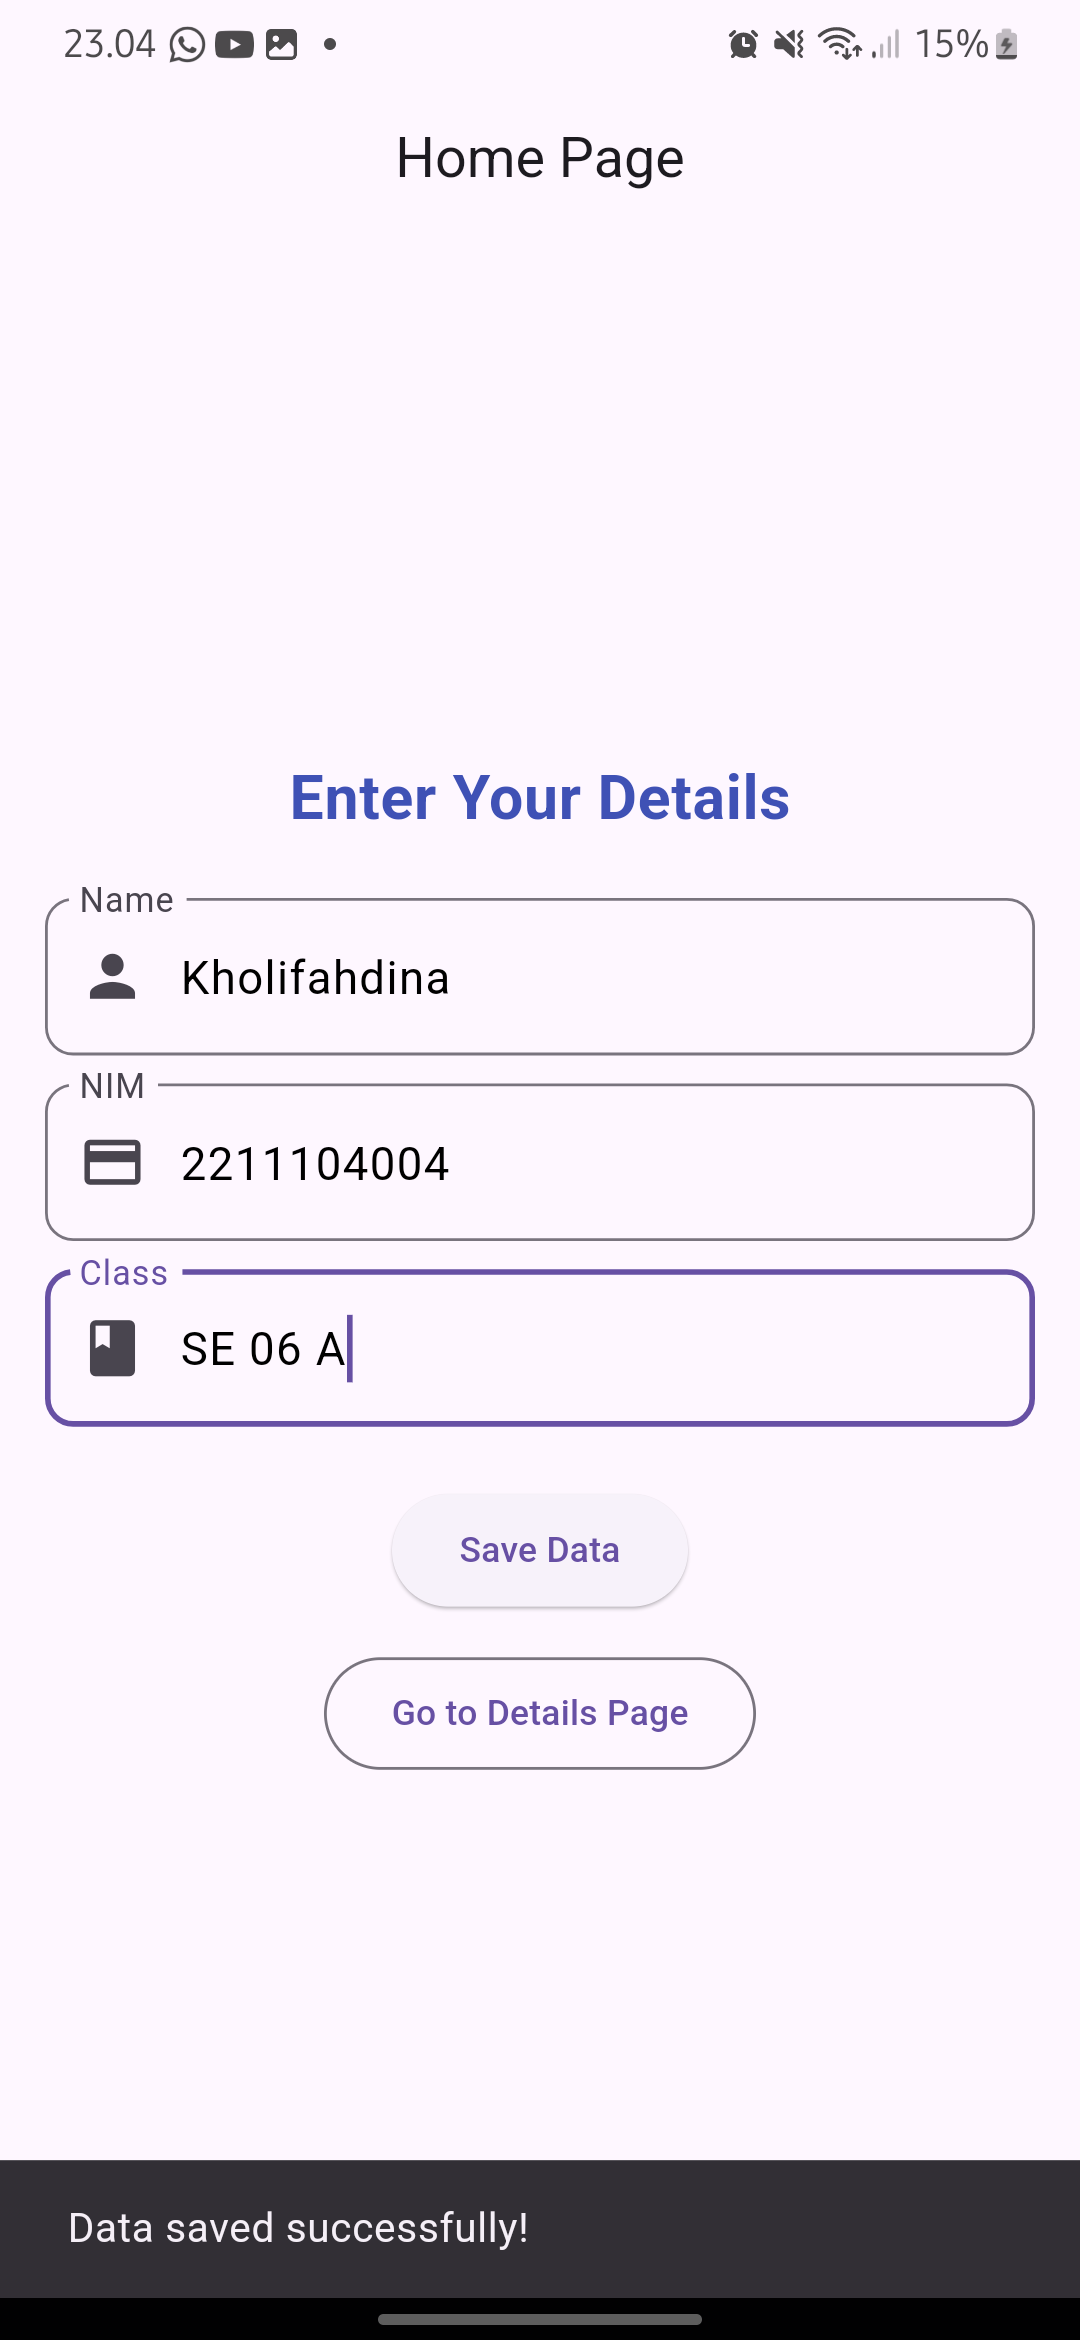 23.04 15%
Home Page
Enter Your Details
Name
Kholifahdina
NIM
2211104004
Class
SE 06 A
Save Data
Go to Details Page
Data saved successfully!